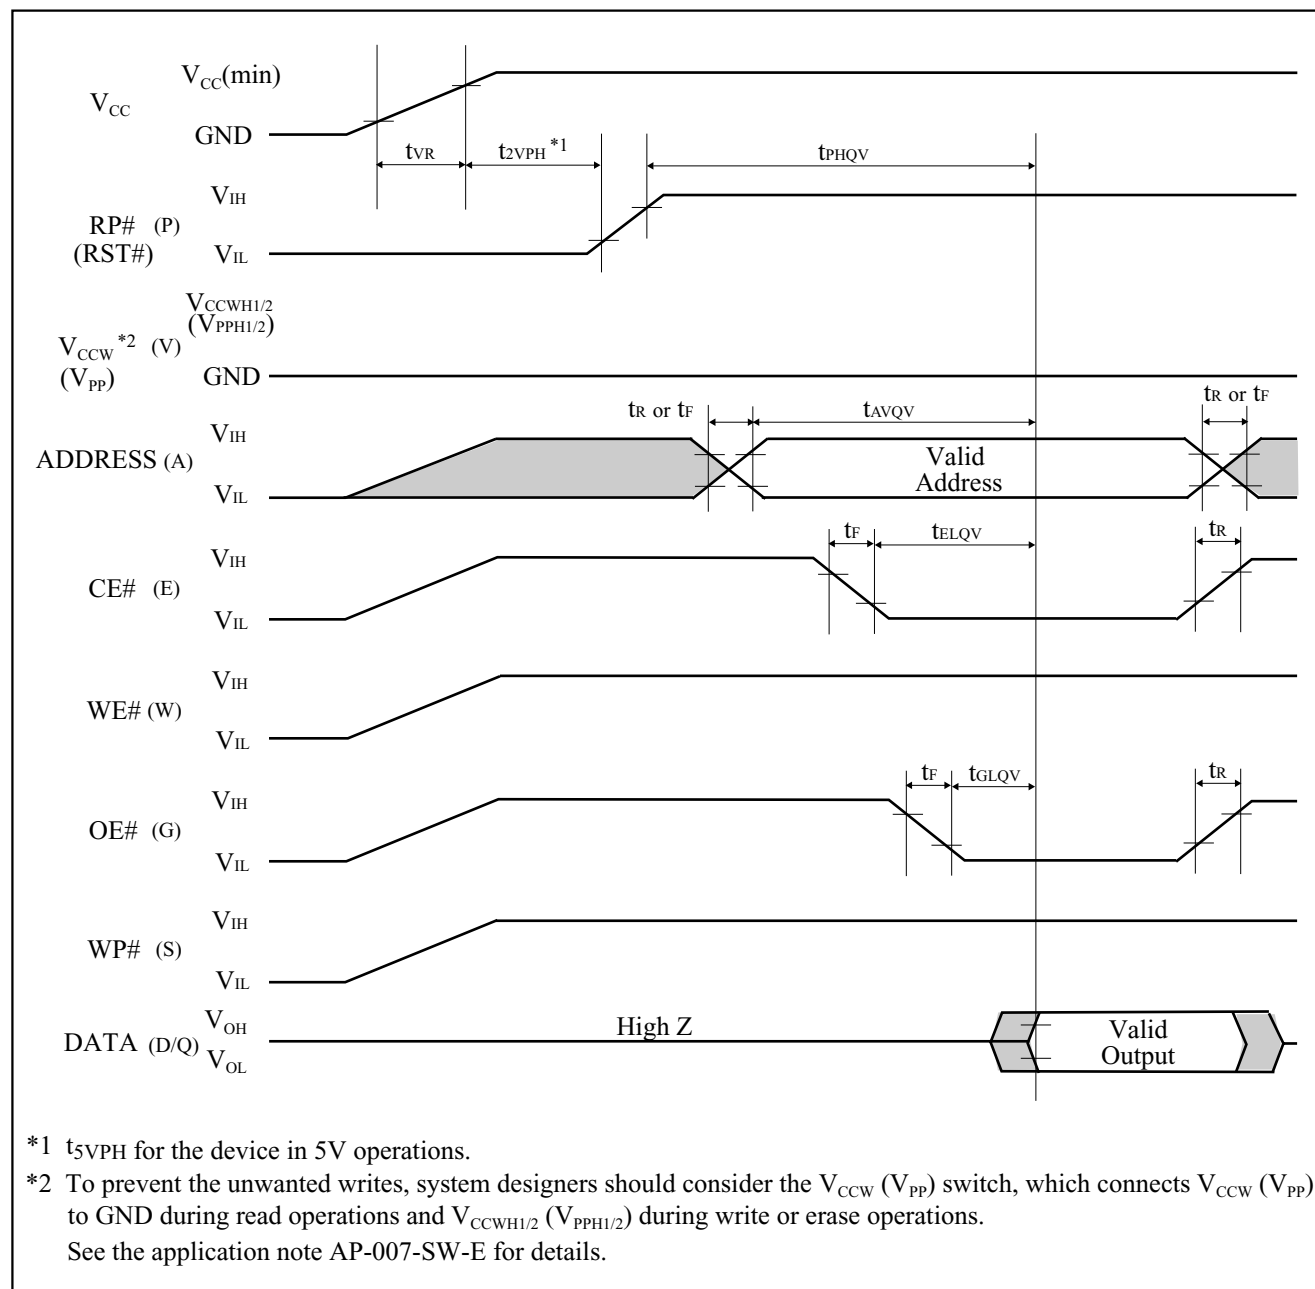 VCC(min)
VCC
GND
tVR
t2VPH *1
tPHQV
VIH
RP# (P)
(RST#)
VIL
VCCWH1/2
(VPPH1/2)
VCCW *2 (V)
(VPP)
GND
tR or tF
tAVQV
tR or tF
VIH
ADDRESS (A)
Valid
Address
VIL
tF
tELQV
tR
VIH
CE# (E)
VIL
VIH
WE# (W)
VIL
tF
tGLQV
tR
VIH
OE# (G)
VIL
VIH
WP# (S)
VIL
VOH
High Z
Valid
Output
DATA (D/Q)
VOL
*1 t5VPH for the device in 5V operations.
*2 To prevent the unwanted writes, system designers should consider the VCCW (VPP) switch, which connects VCCW (VPP)
to GND during read operations and VCCWH1/2 (VPPH1/2) during write or erase operations.
See the application note AP-007-SW-E for details.